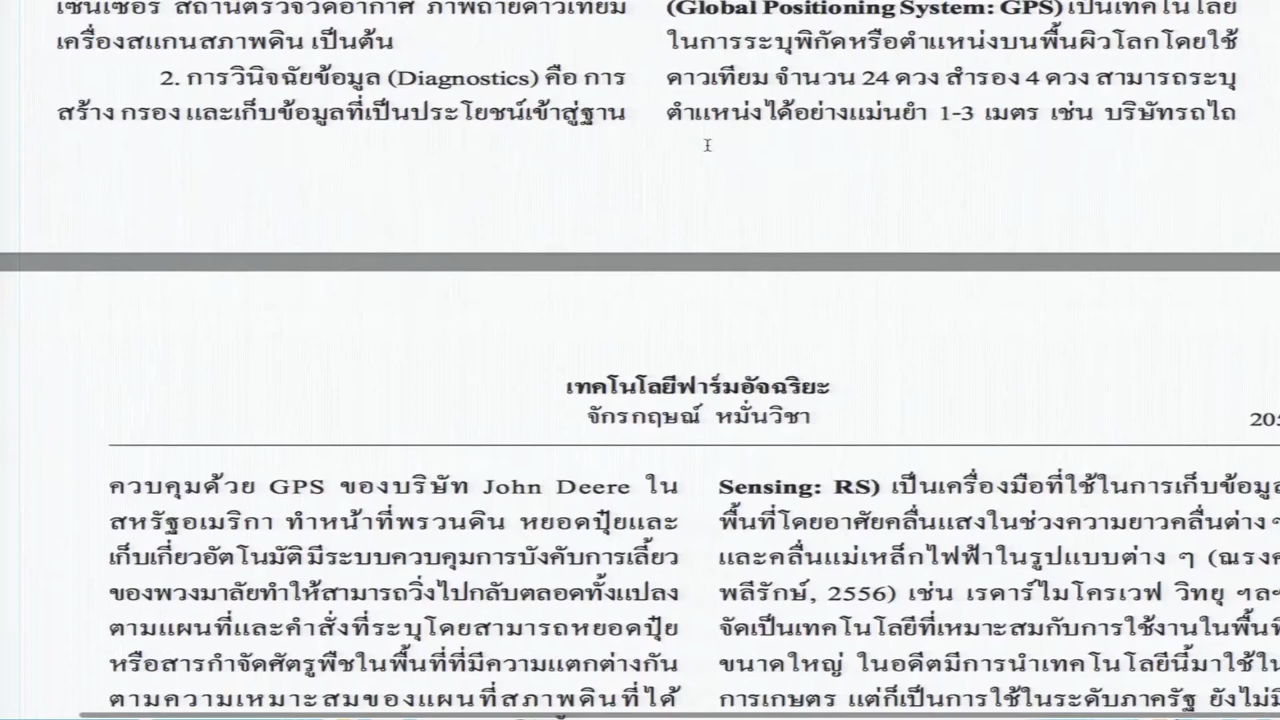 เซ็นเซอร์ สถานีตรวจวัดอากาศ ภาพถ่ายดาวเทียม
เครื่องสแกนสภาพดิน เป็นต้น
2. การวินิจฉัยข้อมูล (Diagnostics) คือ การ
สร้าง กรอง และเก็บข้อมูลที่เป็นประโยชน์เข้าสู่ฐาน
(Global Positioning System: GPS) เป็นเทคโนโลยี
ในการระบุพิกัดหรือตำแหน่งบนพื้นผิวโลกโดยใช้
ดาวเทียม จำนวน 24 ดวง สำรอง 4 ดวง สามารถระบุ
ตำแหน่งได้อย่างแม่นยำ 1-3 เมตร เช่น บริษัทรถไถ
เทคโนโลยีฟาร์มอัจฉริยะ
จักรกฤษณ์ หมั่นวิชา
205
ควบคุมด้วย GPS ของบริษัท John Deere ใน
สหรัฐอเมริกา ทำหน้าที่พรวนดิน หยอดปุ๋ยและ
เก็บเกี่ยวอัตโนมัติ มีระบบควบคุมการบังคับการเลี้ยว
ของพวงมาลัยทำให้สามารถวิ่งไปกลับตลอดทั้งแปลง
ตามแผนที่และคำสั่งที่ระบุโดยสามารถหยอดปุ๋ย
หรือสารกำจัดศัตรูพืชในพื้นที่ที่มีความแตกต่างกัน
ตามความเหมาะสมของแผนที่สภาพดินที่ได้
Sensing: RS) เป็นเครื่องมือที่ใช้ในการเก็บข้อมูล
พื้นที่โดยอาศัยคลื่นแสงในช่วงความยาวคลื่นต่าง ๆ
และคลื่นแม่เหล็กไฟฟ้าในรูปแบบต่าง ๆ (ณรงค์
พลีรักษ์, 2556) เช่น เรดาร์ไมโครเวฟ วิทยุ ฯลฯ
จัดเป็นเทคโนโลยีที่เหมาะสมกับการใช้งานในพื้นที่
ขนาดใหญ่ ในอดีตมีการนำเทคโนโลยีนี้มาใช้ใน
การเกษตร แต่ก็เป็นการใช้ในระดับภาครัฐ ยังไม่มี